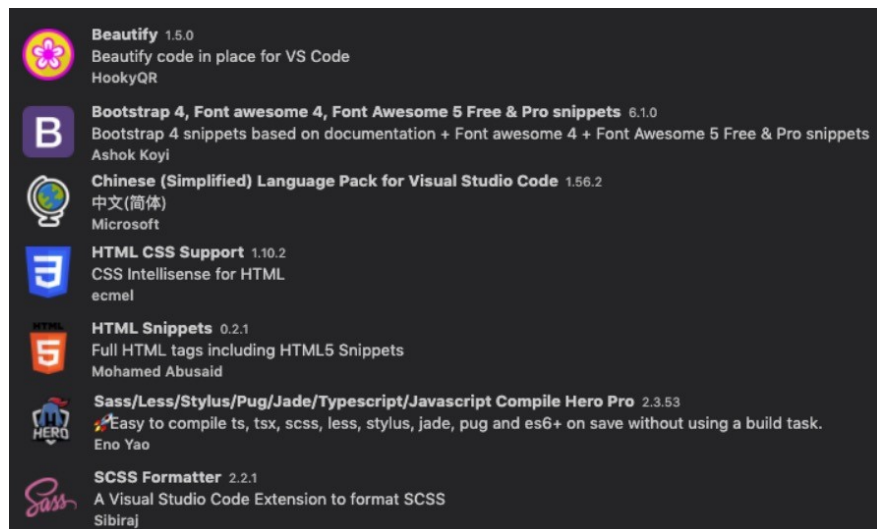 Beautify 1.5.0
Beautify code in place for VS Code
HookyQR
B
Bootstrap 4, Font awesome 4, Font Awesome 5 Free & Pro snippets 6.1.0
Bootstrap 4 snippets based on documentation + Font awesome 4 + Font Awesome 5 Free & Pro snippets
Ashok Koyi
Chinese (Simplified) Language Pack for Visual Studio Code 1.56.2
中文(简体)
Microsoft
HTML CSS Support 1.10.2
CSS Intellisense for HTML
ecmel
HTML
5
HTML Snippets 0.2.1
Full HTML tags including HTML5 Snippets
Mohamed Abusaid
HERO
Sass/Less/Stylus/Pug/Jade/Typescript/Javascript Compile Hero Pro 2.3.53
🚀Easy to compile ts, tsx, scss, less, stylus, jade, pug and es6+ on save without using a build task.
Eno Yao
Sass
SCSS Formatter 2.2.1
A Visual Studio Code Extension to format SCSS
Sibiraj